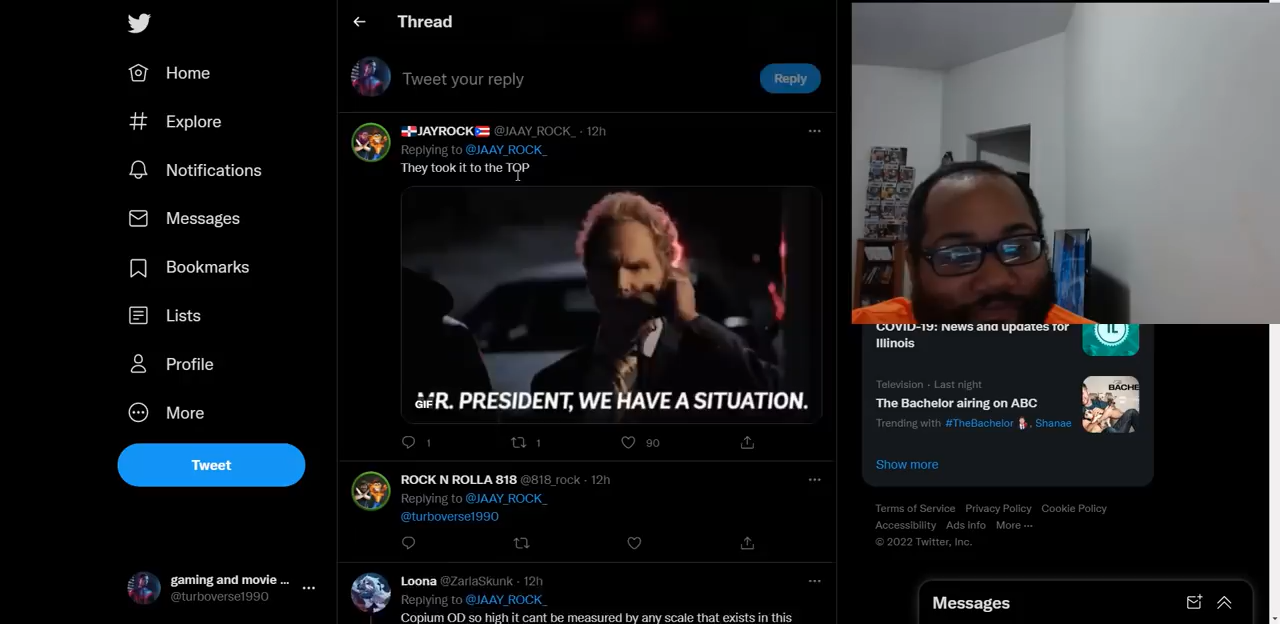 Thread
Home
Explore
Notifications
Messages
Bookmarks
Lists
Profile
More
Tweet
gaming and movie ...
@turboverse1990
Tweet your reply
Reply
JAYROCK @JAAY_ROCK_ · 12h
Replying to @JAAY_ROCK_
They took it to the TOP
MR. PRESIDENT, WE HAVE A SITUATION.
GIF
1
1
90
ROCK N ROLLA 818 @818_rock · 12h
Replying to @JAAY_ROCK_
@turboverse1990
Loona @ZarlaSkunk · 12h
Replying to @JAAY_ROCK_
Copium OD so high it cant be measured by any scale that exists in this
COVID-19: News and updates for
Illinois
IL
Television · Last night
The Bachelor airing on ABC
Trending with #TheBachelor, Shanae
BACHE
Show more
Terms of Service Privacy Policy Cookie Policy
Accessibility Ads info More ···
© 2022 Twitter, Inc.
Messages